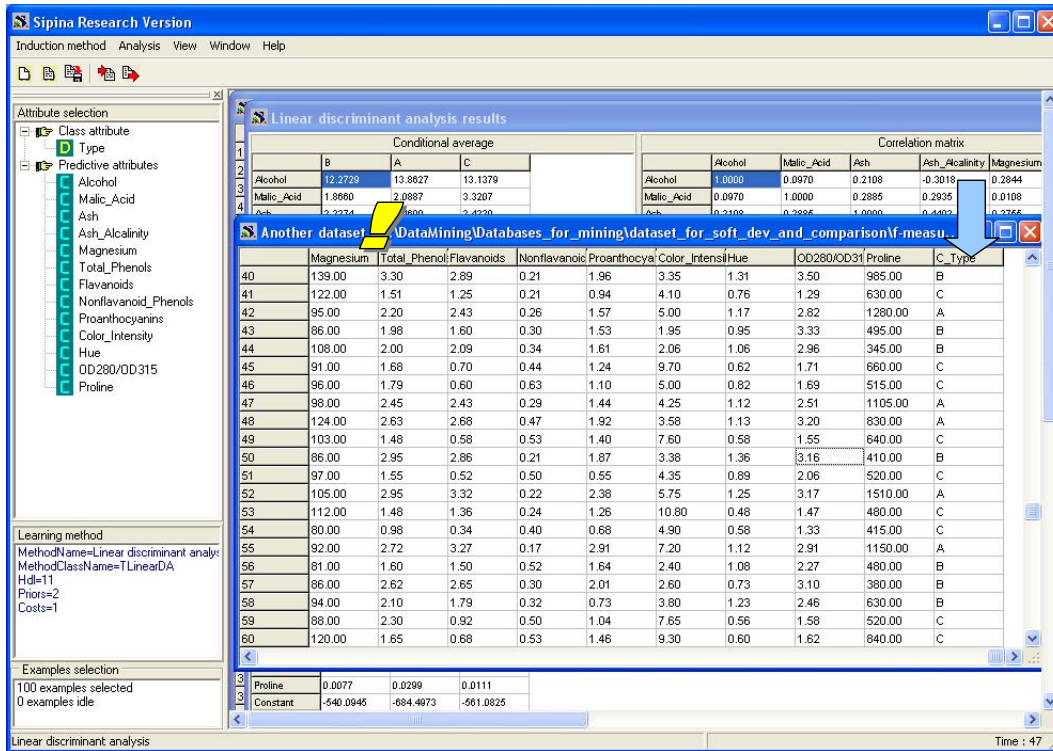 Sipina Research Version
Induction method Analysis View Window Help
Attribute selection
Class attribute
D Type
Predictive attributes
C Alcohol
C Malic_Acid
C Ash
C Ash_Alcalinity
C Magnesium
C Total_Phenols
C Flavanoids
C Nonflavanoid_Phenols
C Proanthocyanins
C Color_Intensity
C Hue
C OD280/OD315
C Proline
Learning method
MethodName=Linear discriminant analys
MethodClassName=TLinearDA
Hdl=11
Priors=2
Costs=1
Examples selection
100 examples selected
0 examples idle
Linear discriminant analysis results
Conditional average
B A C
Alcohol 12.2729 13.8627 13.1379
Malic_Acid 1.8660 2.0887 3.3207
Correlation matrix
Alcohol Malic_Acid Ash Ash_Alcalinity Magnesium
Alcohol 1.0000 0.0970 0.2108 -0.3018 0.2844
Malic_Acid 0.0970 1.0000 0.2885 0.2935 0.0108
Another dataset \DataMining\Databases_for_mining\dataset_for_soft_dev_and_comparison\f-measu...
Magnesium Total_Phenol: Flavanoids Nonflavanoic Proanthocya Color_Intensi Hue OD280/OD31 Proline C_Type
40 139.00 3.30 2.89 0.21 1.96 3.35 1.31 3.50 985.00 B
41 122.00 1.51 1.25 0.21 0.94 4.10 0.76 1.29 630.00 C
42 95.00 2.20 2.43 0.26 1.57 5.00 1.17 2.82 1280.00 A
43 86.00 1.98 1.60 0.30 1.53 1.95 0.95 3.33 495.00 B
44 108.00 2.00 2.09 0.34 1.61 2.06 1.06 2.96 345.00 B
45 91.00 1.68 0.70 0.44 1.24 9.70 0.62 1.71 660.00 C
46 96.00 1.79 0.60 0.63 1.10 5.00 0.82 1.69 515.00 C
47 98.00 2.45 2.43 0.29 1.44 4.25 1.12 2.51 1105.00 A
48 124.00 2.63 2.68 0.47 1.92 3.58 1.13 3.20 830.00 A
49 103.00 1.48 0.58 0.53 1.40 7.60 0.58 1.55 640.00 C
50 86.00 2.95 2.86 0.21 1.87 3.38 1.36 3.16 410.00 B
51 97.00 1.55 0.52 0.50 0.55 4.35 0.89 2.06 520.00 C
52 105.00 2.95 3.32 0.22 2.38 5.75 1.25 3.17 1510.00 A
53 112.00 1.48 1.36 0.24 1.26 10.80 0.48 1.47 480.00 C
54 80.00 0.98 0.34 0.40 0.68 4.90 0.58 1.33 415.00 C
55 92.00 2.72 3.27 0.17 2.91 7.20 1.12 2.91 1150.00 A
56 81.00 1.60 1.50 0.52 1.64 2.40 1.08 2.27 480.00 B
57 86.00 2.62 2.65 0.30 2.01 2.60 0.73 3.10 380.00 B
58 94.00 2.10 1.79 0.32 0.73 3.80 1.23 2.46 630.00 B
59 88.00 2.30 0.92 0.50 1.04 7.65 0.56 1.58 520.00 C
60 120.00 1.65 0.68 0.53 1.46 9.30 0.60 1.62 840.00 C
Proline 0.0077 0.0299 0.0111
Constant -540.0945 -684.4973 -561.0825
Linear discriminant analysis
Time : 47